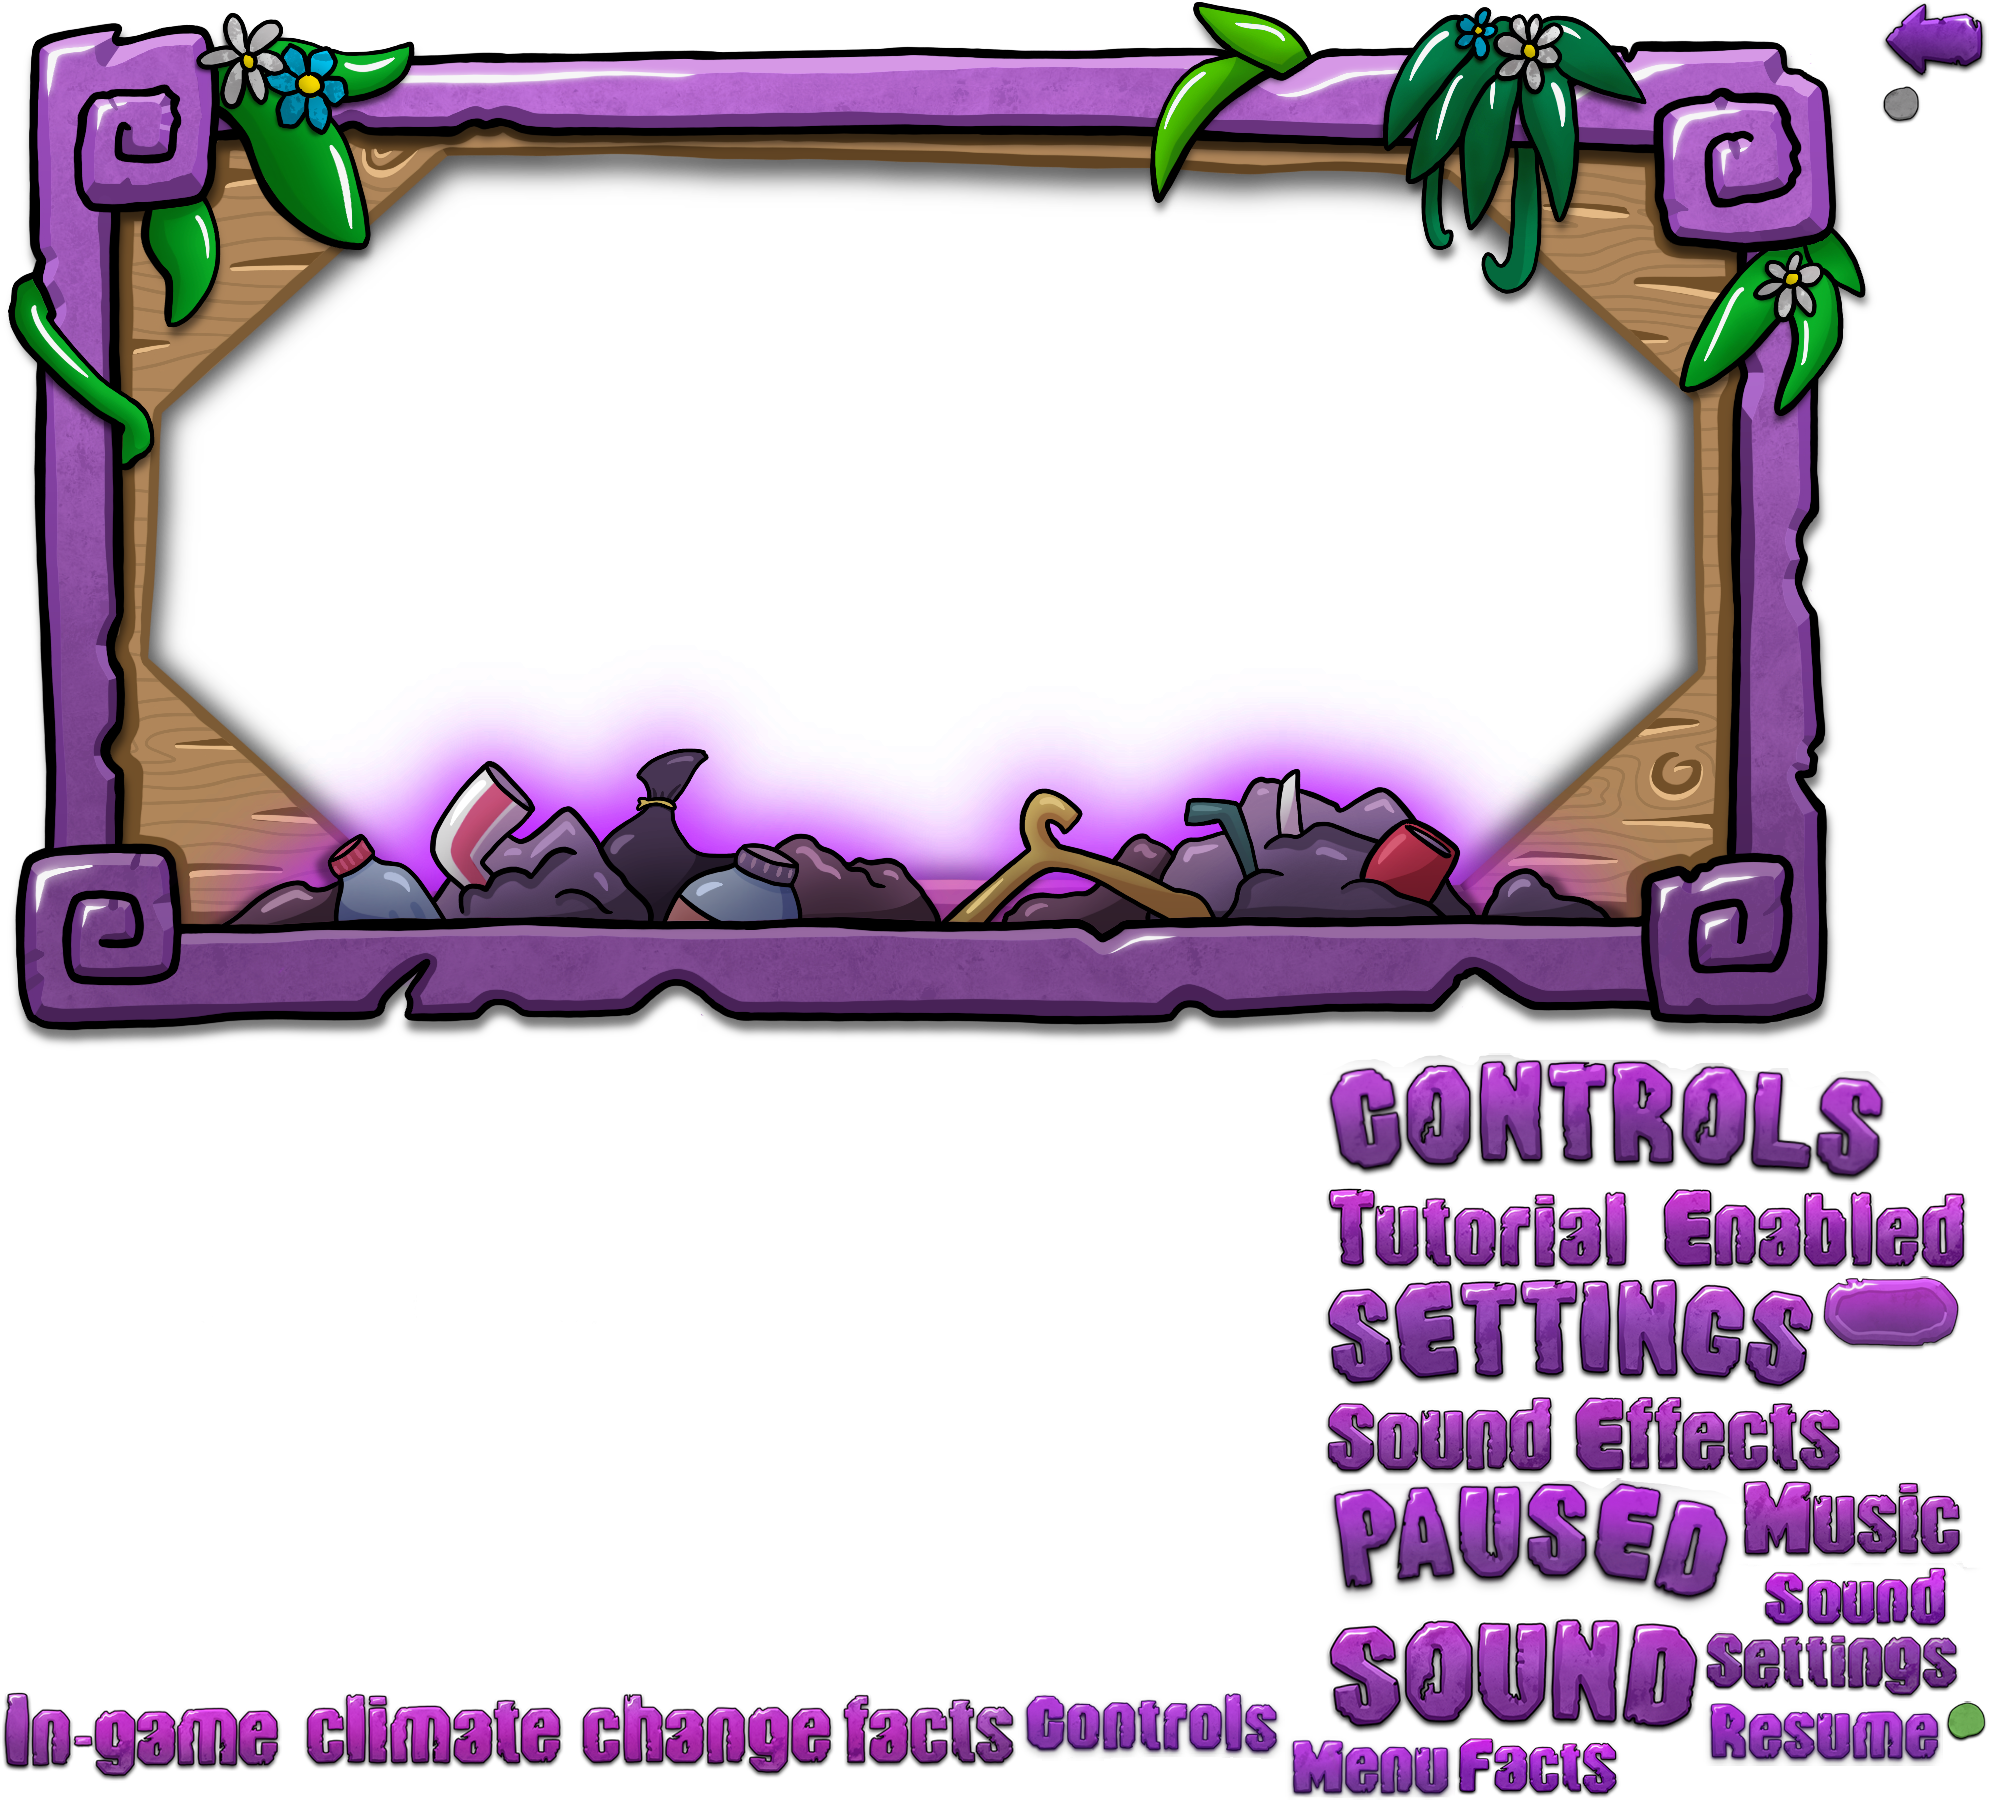 CONTROLS
Tutorial Enabled
SETTINGS
Sound Effects
PAUSED
Music
Sound
SOUND
Settings
In-game climate change facts
Controls
Resume
Menu Facts